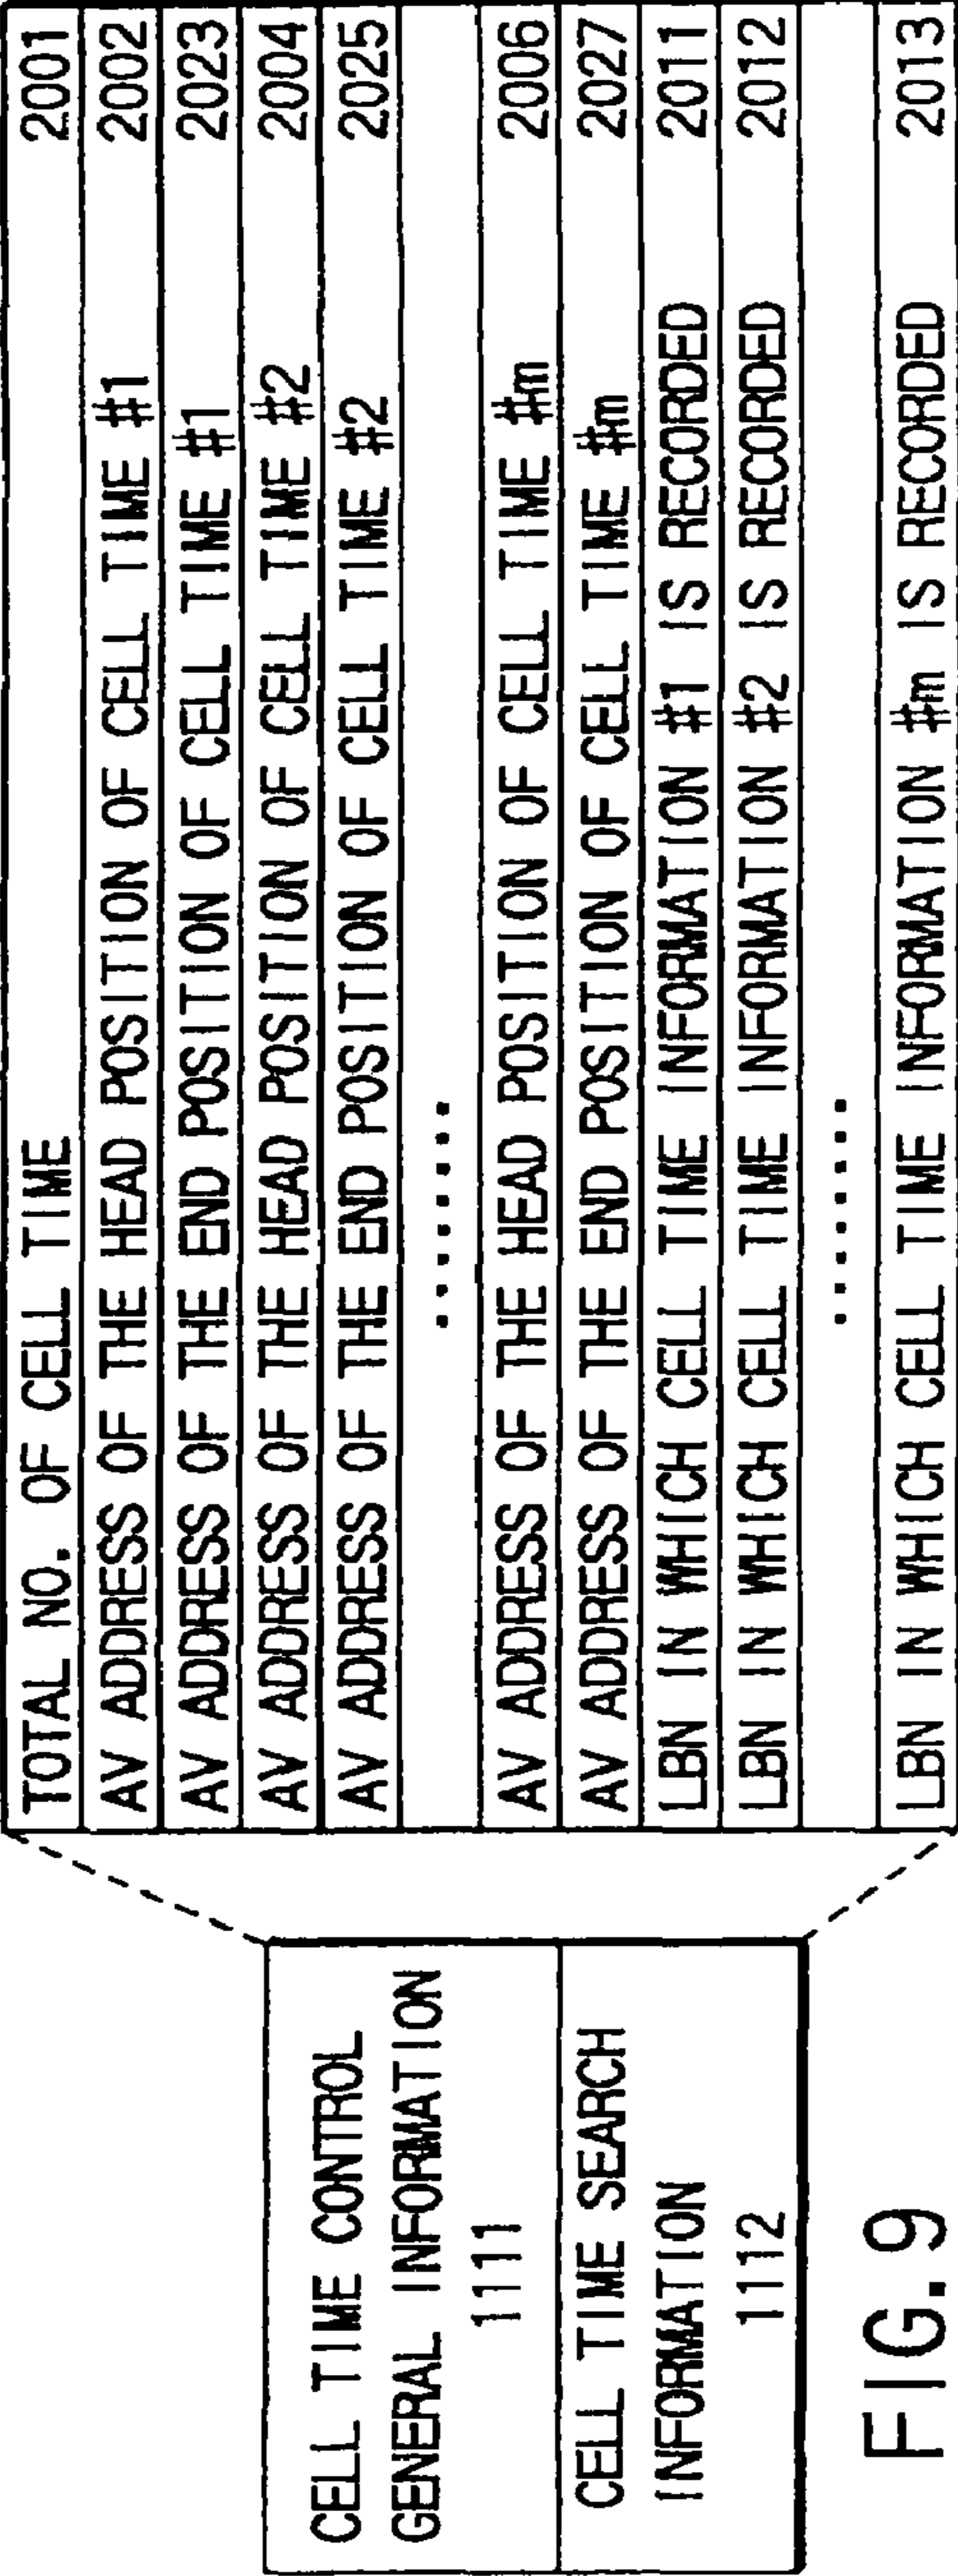 CELL TIME CONTROL
GENERAL INFORMATION
1111
CELL TIME SEARCH
INFORMATION
1112
TOTAL NO. OF CELL TIME 2001
AV ADDRESS OF THE HEAD POSITION OF CELL TIME #1 2002
AV ADDRESS OF THE END POSITION OF CELL TIME #1 2023
AV ADDRESS OF THE HEAD POSITION OF CELL TIME #2 2004
AV ADDRESS OF THE END POSITION OF CELL TIME #2 2025
.......
AV ADDRESS OF THE HEAD POSITION OF CELL TIME #m 2006
AV ADDRESS OF THE END POSITION OF CELL TIME #m 2027
LBN IN WHICH CELL TIME INFORMATION #1 IS RECORDED 2011
LBN IN WHICH CELL TIME INFORMATION #2 IS RECORDED 2012
.......
LBN IN WHICH CELL TIME INFORMATION #m IS RECORDED 2013
FIG. 9